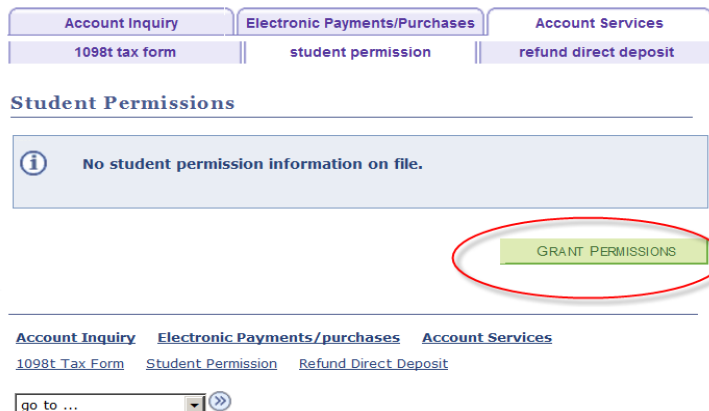 Account Inquiry Electronic Payments/Purchases Account Services
1098t tax form student permission refund direct deposit
Student Permissions
No student permission information on file.
GRANT PERMISSIONS
Account Inquiry Electronic Payments/purchases Account Services
1098t Tax Form Student Permission Refund Direct Deposit
go to ...